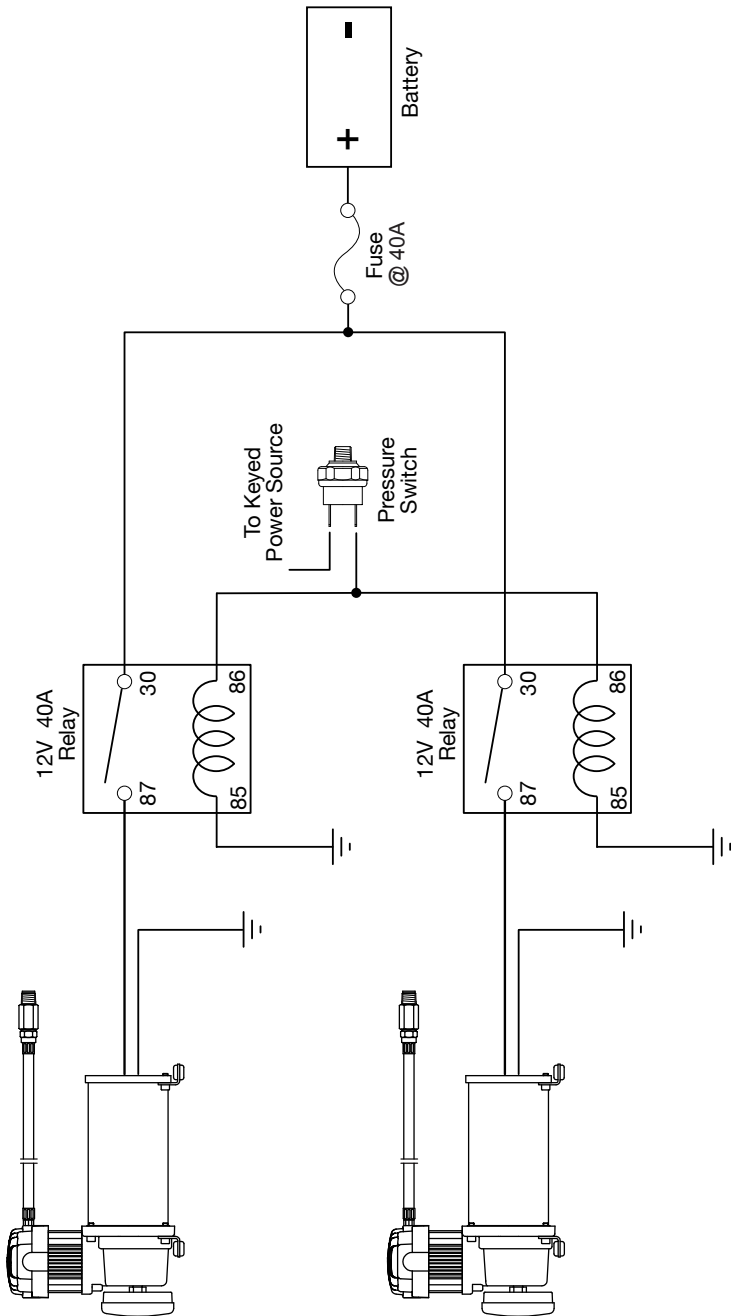 -
+
Battery
Fuse
@ 40A
To Keyed
Power Source
Pressure
Switch
12V 40A
Relay
30
87
86
85
12V 40A
Relay
30
87
86
85